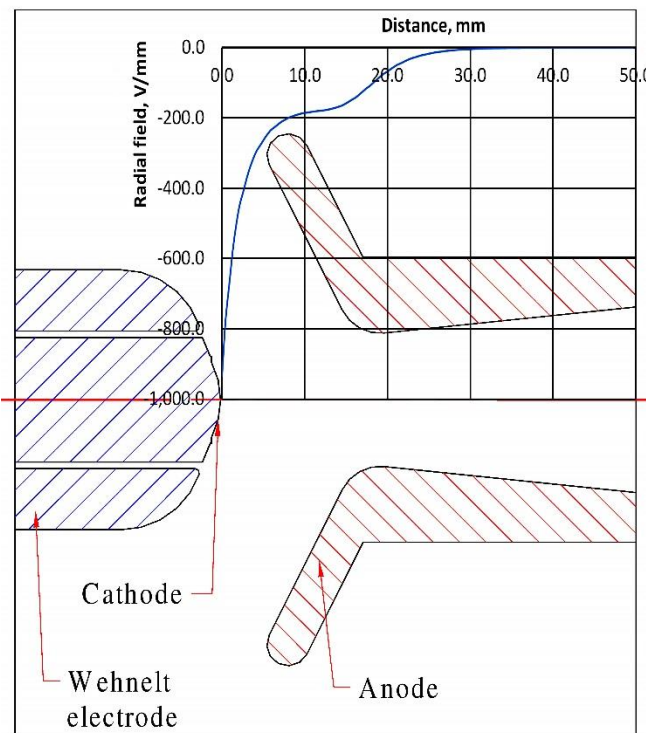 Distance, mm
Radial field, V/mm
0.0
-200.0
-400.0
-600.0
-800.0
-1,000.0
0.0 10.0 20.0 30.0 40.0 50.0
Cathode
Wehnelt
electrode
Anode